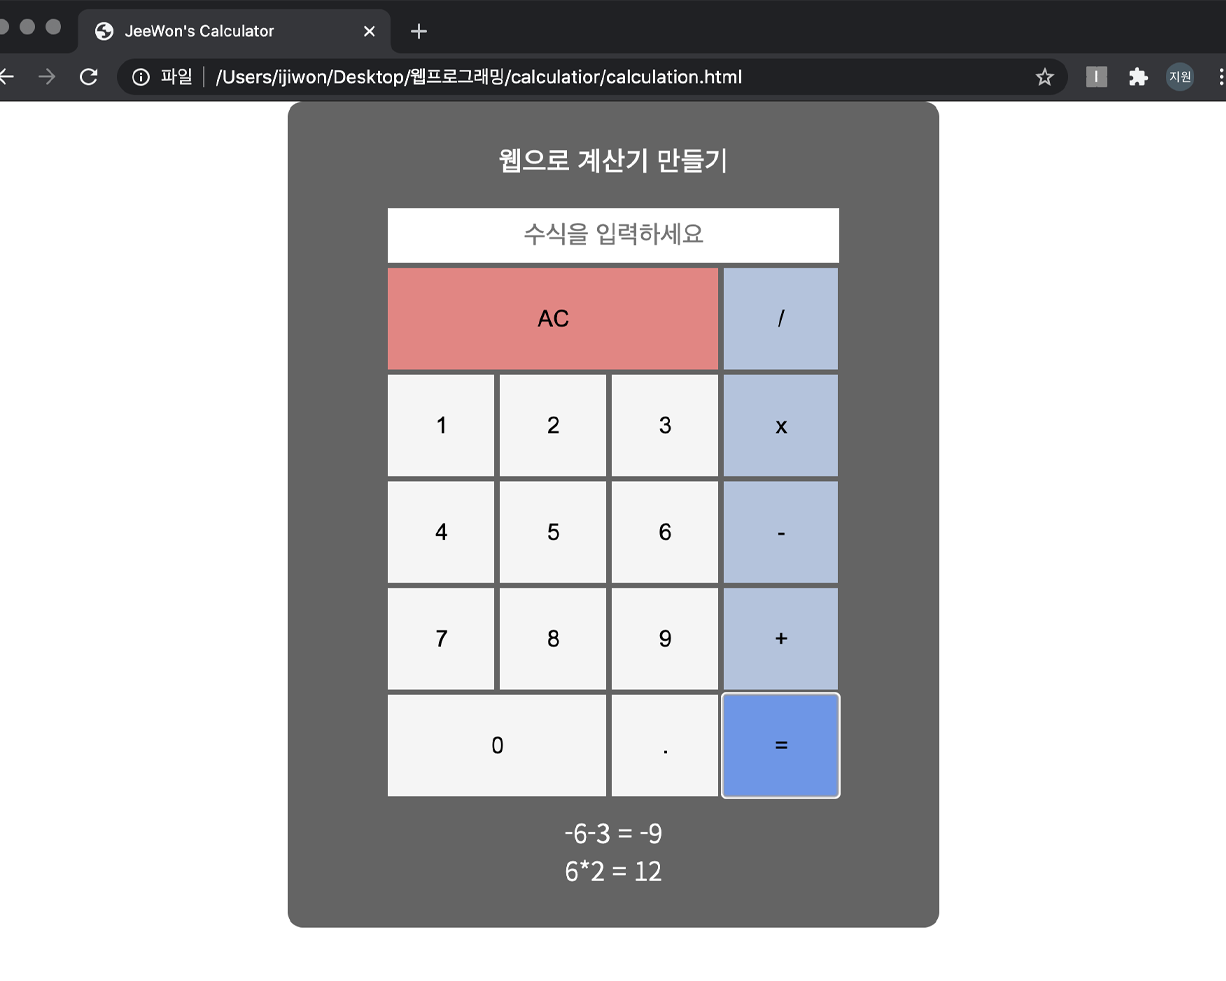 JeeWon's Calculator
파일 /Users/ijiwon/Desktop/웹프로그래밍/calculatior/calculation.html
지원
웹으로 계산기 만들기
수식을 입력하세요
AC /
1 2 3 x
4 5 6 -
7 8 9 +
0 . =
-6-3 = -9
6*2 = 12